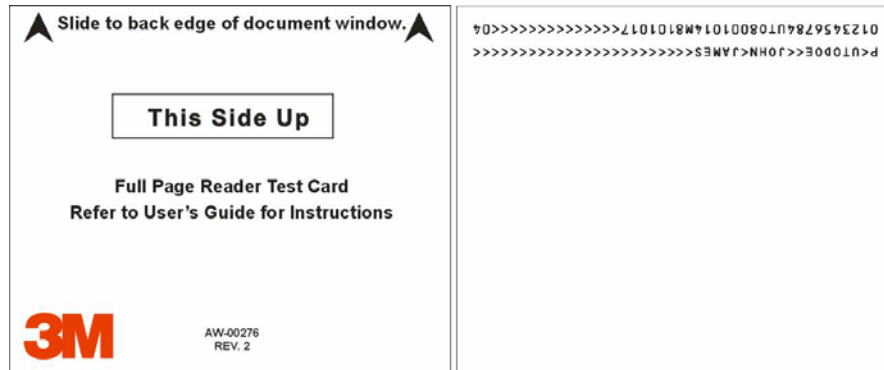 Slide to back edge of document window.
This Side Up
Full Page Reader Test Card
Refer to User's Guide for Instructions
3M
AW-00276
REV. 2
P<UTODOE<<JOHN<JAMES<<<<<<<<<<<<<<<<<<<<<<<<
0123456784UTO8001014M8101017<<<<<<<<<<<<<<04